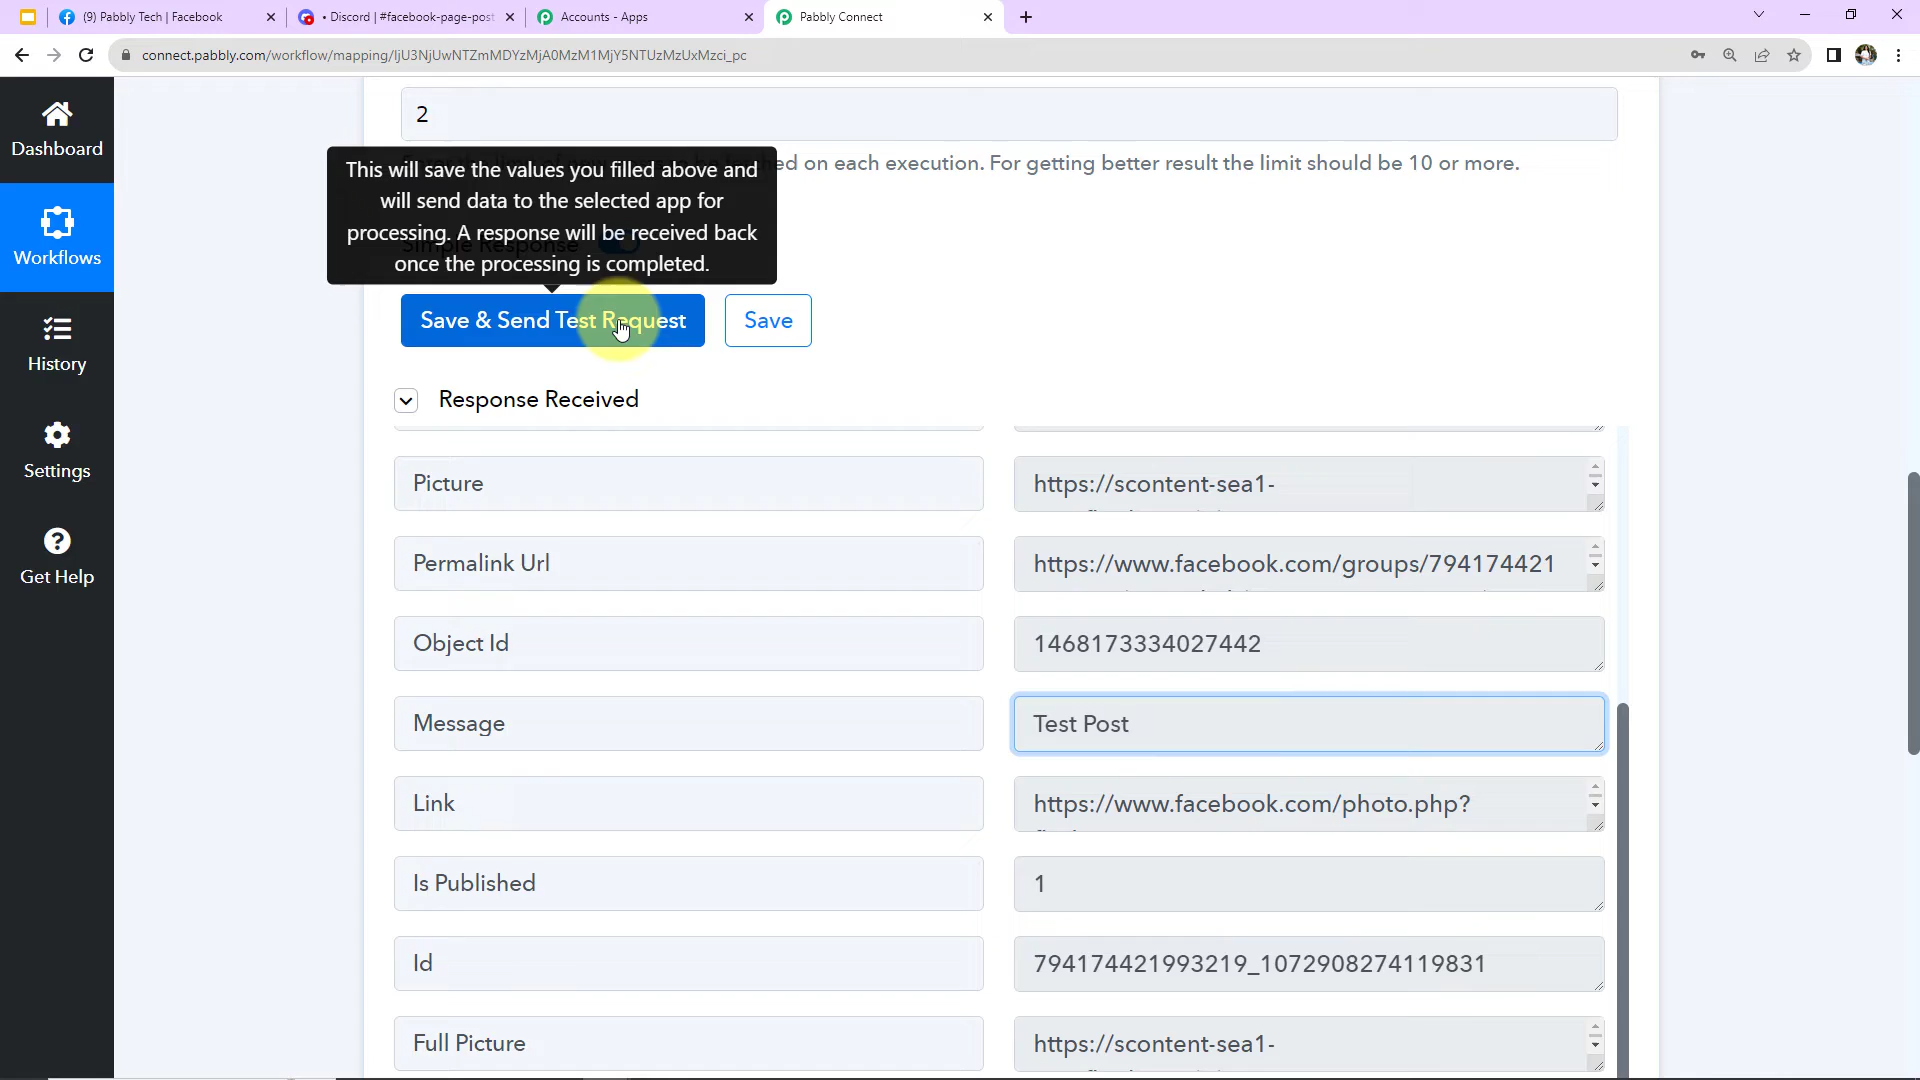 (9) Pabbly Tech | Facebook
• Discord | #facebook-page-post
Accounts - Apps
Pabbly Connect
connect.pabbly.com/workflow/mapping/IjU3NjUwNTZmMDYzMjA0MzM1MjY5NTUzMzUxMzci_pc
Dashboard
Workflows
History
Settings
Get Help
2
hed on each execution. For getting better result the limit should be 10 or more.
This will save the values you filled above and
will send data to the selected app for
processing. A response will be received back
once the processing is completed.
Simple Response
Save & Send Test Request
Save
Response Received
Picture
https://scontent-sea1-
Permalink Url
https://www.facebook.com/groups/794174421
Object Id
1468173334027442
Message
Test Post
Link
https://www.facebook.com/photo.php?
Is Published
1
Id
794174421993219_1072908274119831
Full Picture
https://scontent-sea1-